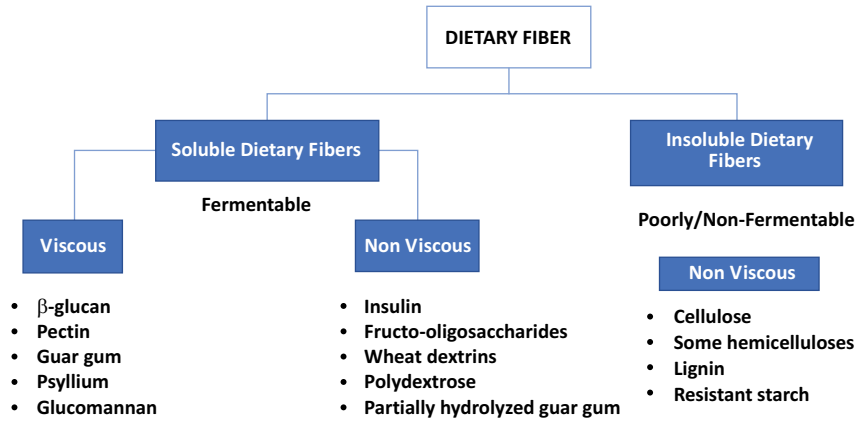 DIETARY FIBER
Soluble Dietary Fibers
Insoluble Dietary
Fibers
Fermentable
Poorly/Non-Fermentable
Viscous
Non Viscous
Non Viscous
• β-glucan
• Pectin
• Guar gum
• Psyllium
• Glucomannan
• Insulin
• Fructo-oligosaccharides
• Wheat dextrins
• Polydextrose
• Partially hydrolyzed guar gum
• Cellulose
• Some hemicelluloses
• Lignin
• Resistant starch